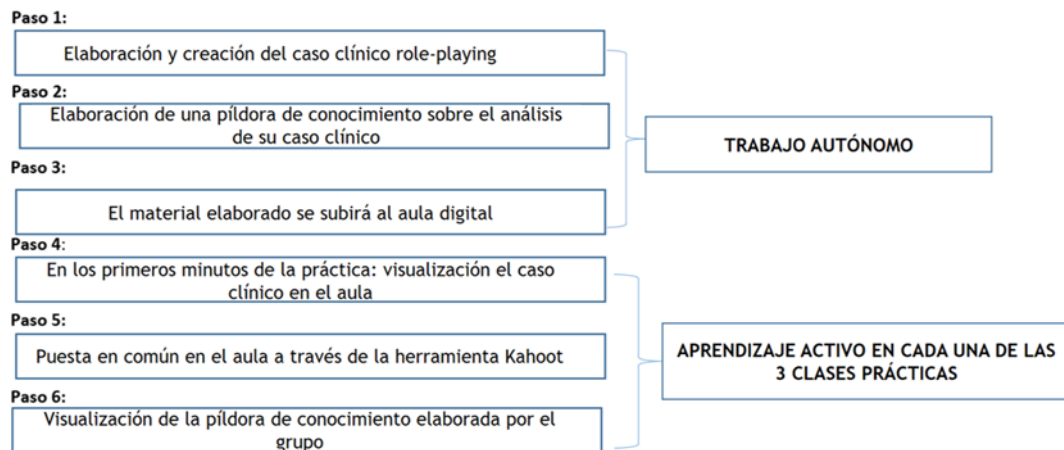 Paso 1:
Elaboración y creación del caso clínico role-playing
Paso 2:
Elaboración de una píldora de conocimiento sobre el análisis
de su caso clínico
TRABAJO AUTÓNOMO
Paso 3:
El material elaborado se subirá al aula digital
Paso 4:
En los primeros minutos de la práctica: visualización el caso
clínico en el aula
Paso 5:
Puesta en común en el aula a través de la herramienta Kahoot
APRENDIZAJE ACTIVO EN CADA UNA DE LAS
3 CLASES PRÁCTICAS
Paso 6:
Visualización de la píldora de conocimiento elaborada por el
grupo